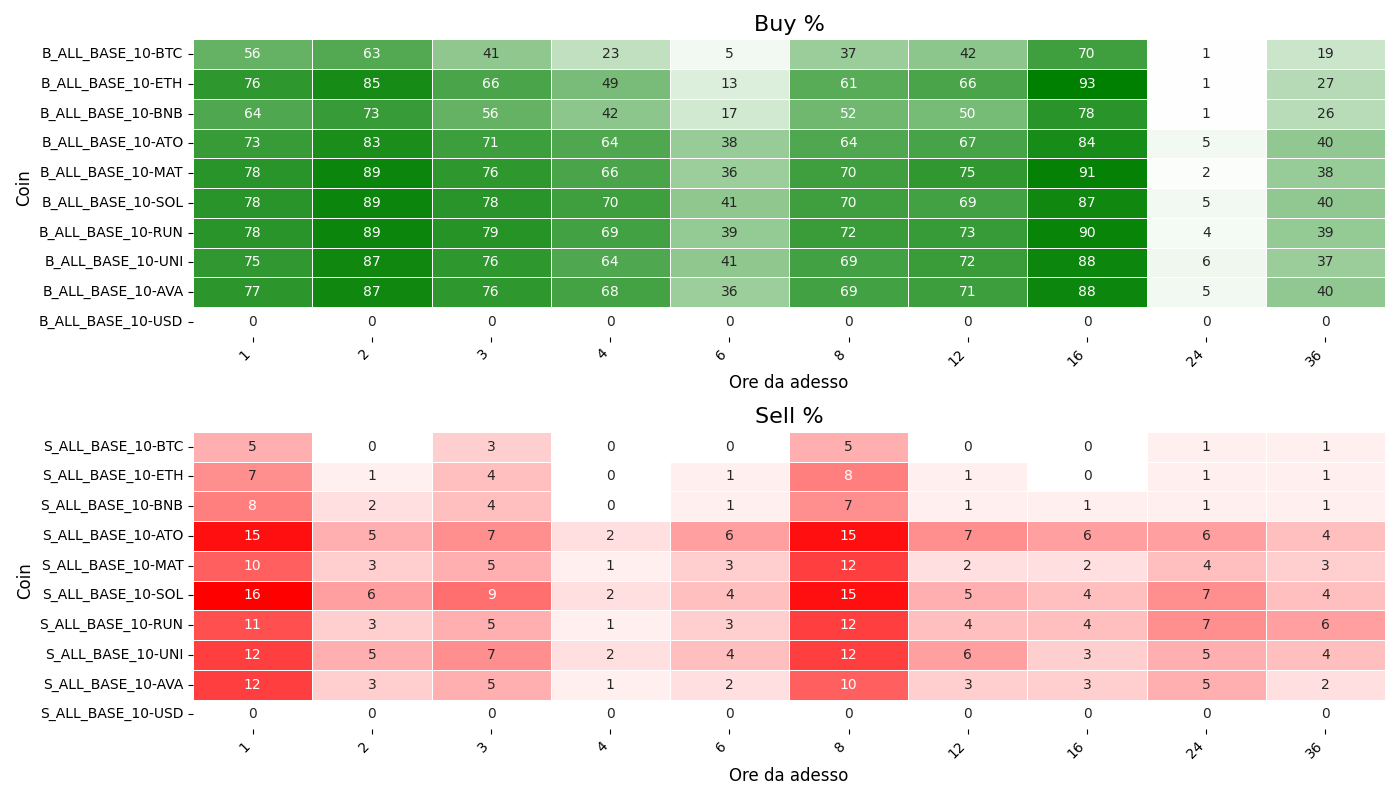 Buy %
Coin
B_ALL_BASE_10-BTC 56 63 41 23 5 37 42 70 1 19
B_ALL_BASE_10-ETH 76 85 66 49 13 61 66 93 1 27
B_ALL_BASE_10-BNB 64 73 56 42 17 52 50 78 1 26
B_ALL_BASE_10-ATO 73 83 71 64 38 64 67 84 5 40
B_ALL_BASE_10-MAT 78 89 76 66 36 70 75 91 2 38
B_ALL_BASE_10-SOL 78 89 78 70 41 70 69 87 5 40
B_ALL_BASE_10-RUN 78 89 79 69 39 72 73 90 4 39
B_ALL_BASE_10-UNI 75 87 76 64 41 69 72 88 6 37
B_ALL_BASE_10-AVA 77 87 76 68 36 69 71 88 5 40
B_ALL_BASE_10-USD 0 0 0 0 0 0 0 0 0 0
1 2 3 4 6 8 12 16 24 36
Ore da adesso
Sell %
Coin
S_ALL_BASE_10-BTC 5 0 3 0 0 5 0 0 1 1
S_ALL_BASE_10-ETH 7 1 4 0 1 8 1 0 1 1
S_ALL_BASE_10-BNB 8 2 4 0 1 7 1 1 1 1
S_ALL_BASE_10-ATO 15 5 7 2 6 15 7 6 6 4
S_ALL_BASE_10-MAT 10 3 5 1 3 12 2 2 4 3
S_ALL_BASE_10-SOL 16 6 9 2 4 15 5 4 7 4
S_ALL_BASE_10-RUN 11 3 5 1 3 12 4 4 7 6
S_ALL_BASE_10-UNI 12 5 7 2 4 12 6 3 5 4
S_ALL_BASE_10-AVA 12 3 5 1 2 10 3 3 5 2
S_ALL_BASE_10-USD 0 0 0 0 0 0 0 0 0 0
1 2 3 4 6 8 12 16 24 36
Ore da adesso